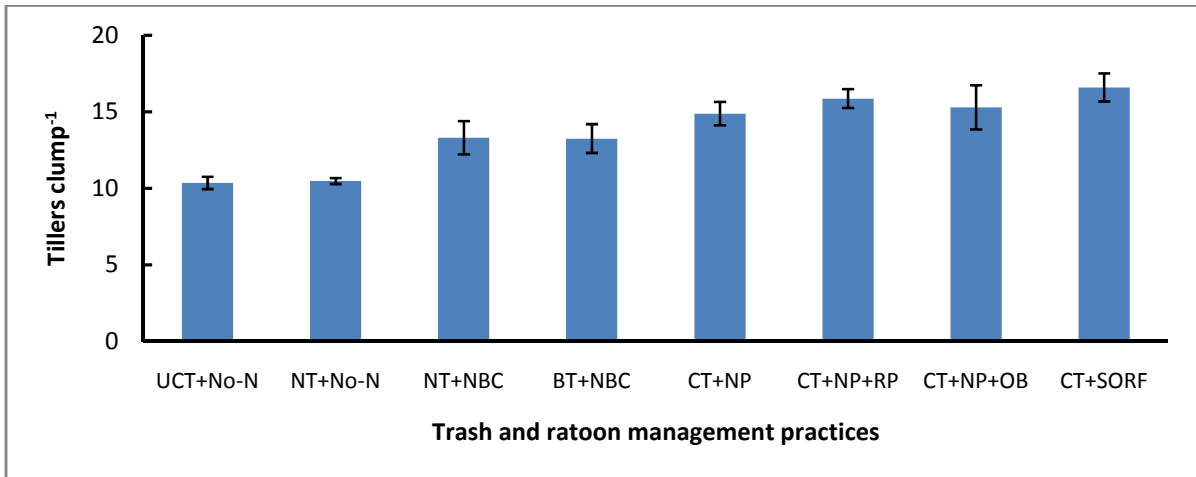 20
15
10
5
0
Tillers clump-1
UCT+No-N NT+No-N NT+NBC BT+NBC CT+NP CT+NP+RP CT+NP+OB CT+SORF
Trash and ratoon management practices